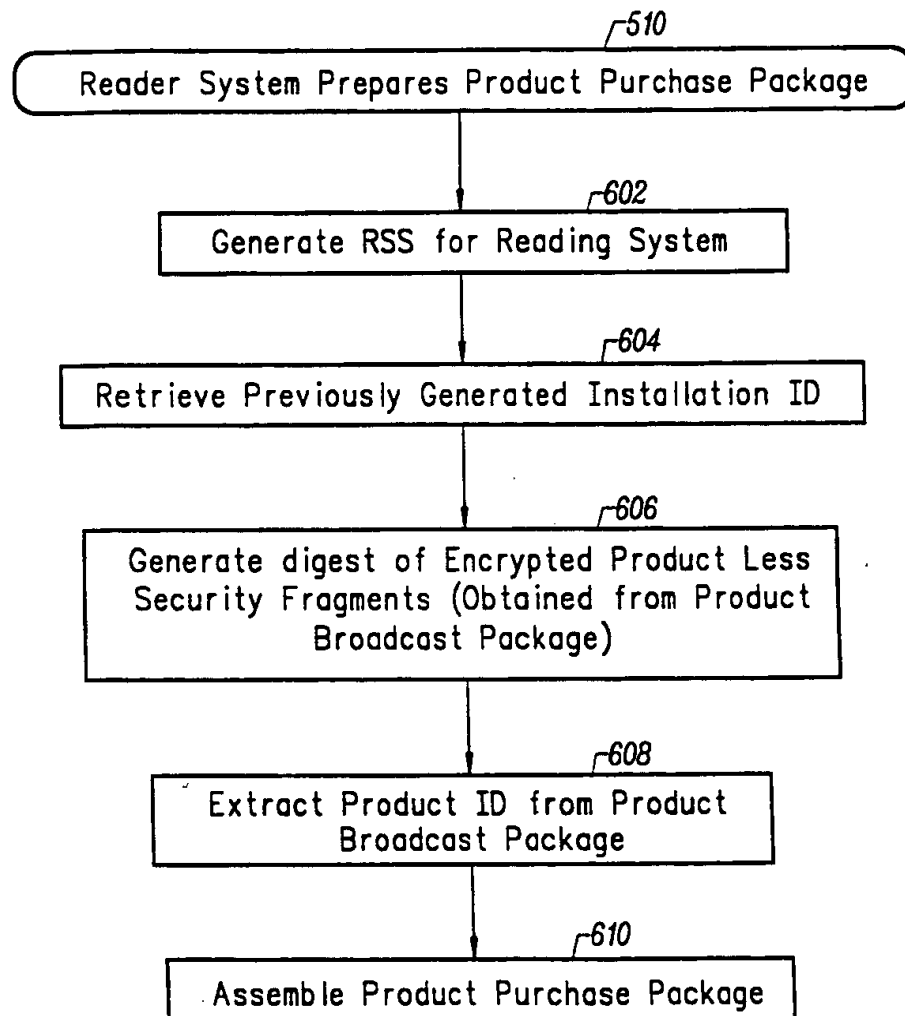 510
Reader System Prepares Product Purchase Package
602
Generate RSS for Reading System
604
Retrieve Previously Generated Installation ID
606
Generate digest of Encrypted Product Less
Security Fragments (Obtained from Product
Broadcast Package)
608
Extract Product ID from Product
Broadcast Package
610
Assemble Product Purchase Package